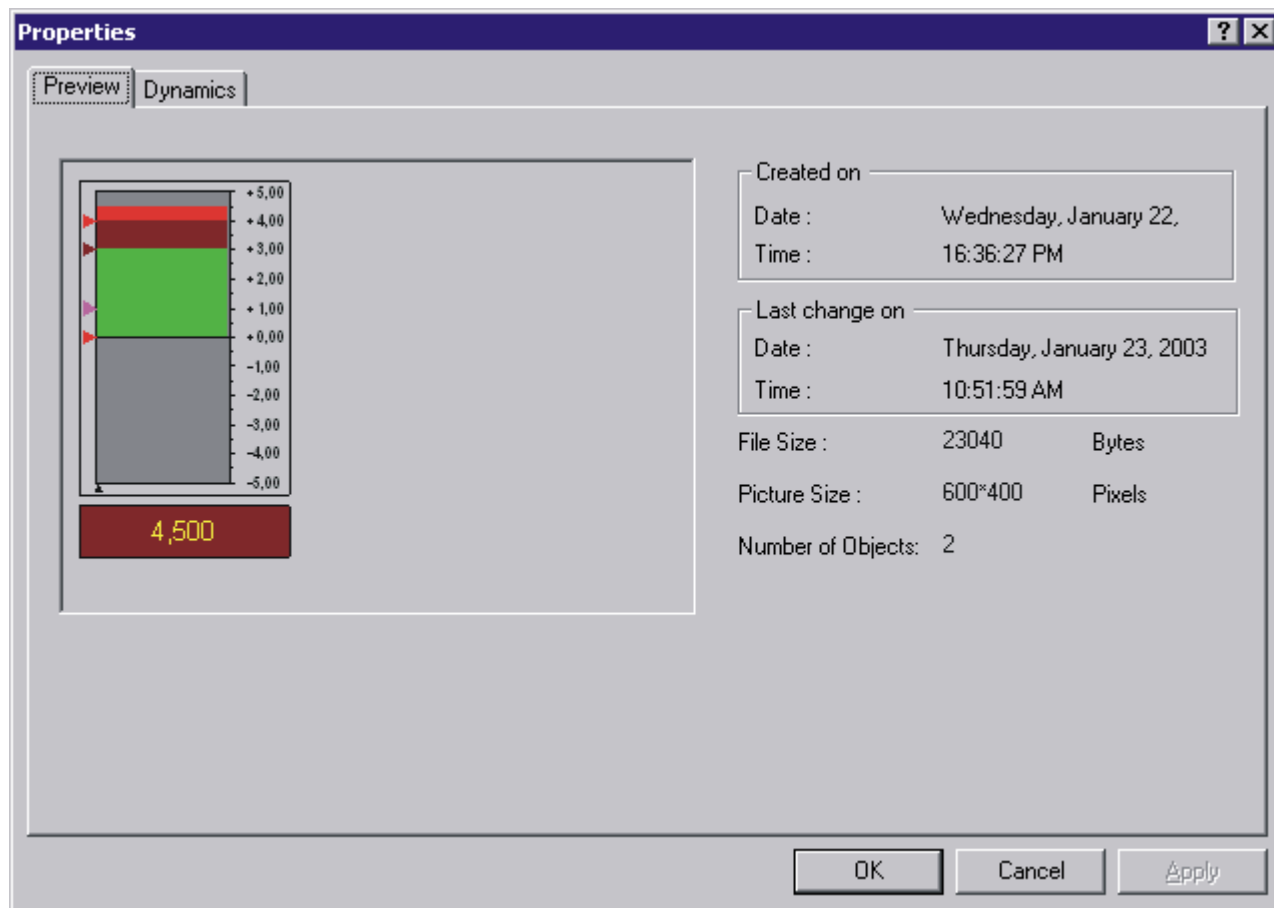 Properties
Preview Dynamics
+5,00
+4,00
+3,00
+2,00
+1,00
+0,00
-1,00
-2,00
-3,00
-4,00
-5,00
4,500
Created on
Date : Wednesday, January 22,
Time : 16:36:27 PM
Last change on
Date : Thursday, January 23, 2003
Time : 10:51:59 AM
File Size : 23040 Bytes
Picture Size : 600*400 Pixels
Number of Objects: 2
OK Cancel Apply